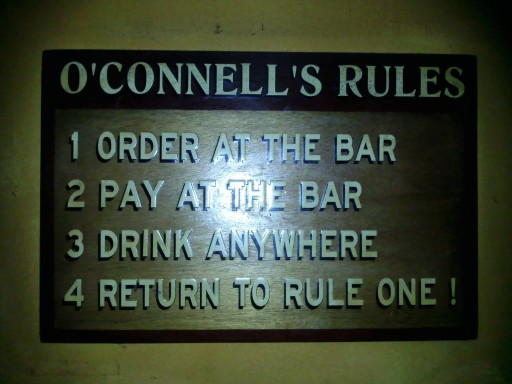 O'CONNELL'S RULES
1 ORDER AT THE BAR
2 PAY AT THE BAR
3 DRINK ANYWHERE
4 RETURN TO RULE ONE !